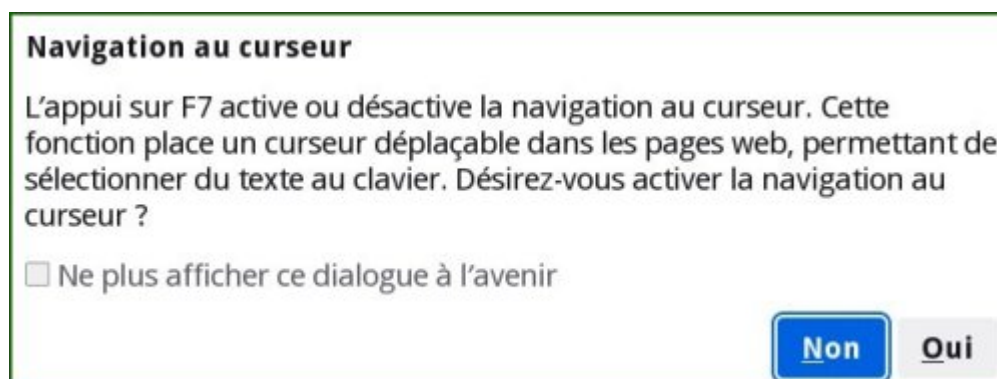 Navigation au curseur
L’appui sur F7 active ou désactive la navigation au curseur. Cette
fonction place un curseur déplaçable dans les pages web, permettant de
sélectionner du texte au clavier. Désirez-vous activer la navigation au
curseur ?
Ne plus afficher ce dialogue à l’avenir
Non Oui